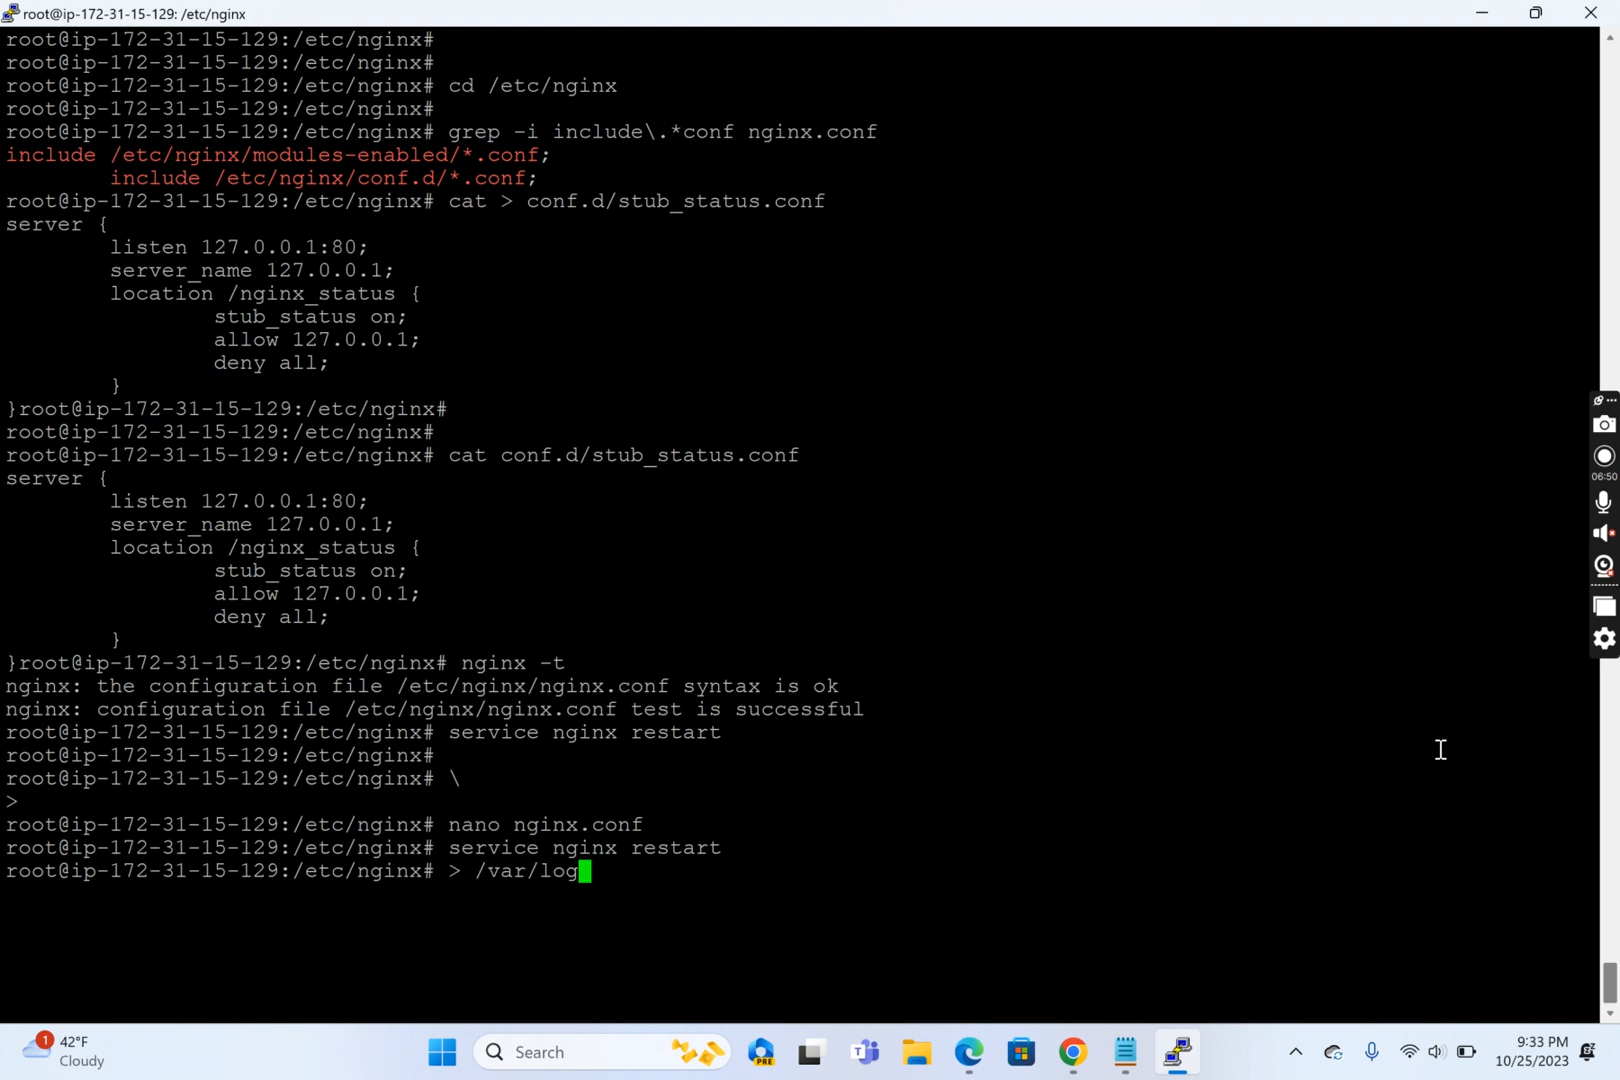 root@ip-172-31-15-129: /etc/nginx
root@ip-172-31-15-129:/etc/nginx#
root@ip-172-31-15-129:/etc/nginx#
root@ip-172-31-15-129:/etc/nginx# cd /etc/nginx
root@ip-172-31-15-129:/etc/nginx#
root@ip-172-31-15-129:/etc/nginx# grep -i include\.*conf nginx.conf
include /etc/nginx/modules-enabled/*.conf;
        include /etc/nginx/conf.d/*.conf;
root@ip-172-31-15-129:/etc/nginx# cat > conf.d/stub_status.conf
server {
        listen 127.0.0.1:80;
        server_name 127.0.0.1;
        location /nginx_status {
                stub_status on;
                allow 127.0.0.1;
                deny all;
        }
}root@ip-172-31-15-129:/etc/nginx#
root@ip-172-31-15-129:/etc/nginx#
root@ip-172-31-15-129:/etc/nginx# cat conf.d/stub_status.conf
server {
        listen 127.0.0.1:80;
        server_name 127.0.0.1;
        location /nginx_status {
                stub_status on;
                allow 127.0.0.1;
                deny all;
        }
}root@ip-172-31-15-129:/etc/nginx# nginx -t
nginx: the configuration file /etc/nginx/nginx.conf syntax is ok
nginx: configuration file /etc/nginx/nginx.conf test is successful
root@ip-172-31-15-129:/etc/nginx# service nginx restart
root@ip-172-31-15-129:/etc/nginx#
root@ip-172-31-15-129:/etc/nginx# \
>
root@ip-172-31-15-129:/etc/nginx# nano nginx.conf
root@ip-172-31-15-129:/etc/nginx# service nginx restart
root@ip-172-31-15-129:/etc/nginx# > /var/log
06:50
1
42°F
Cloudy
Search
PRE
9:33 PM
10/25/2023